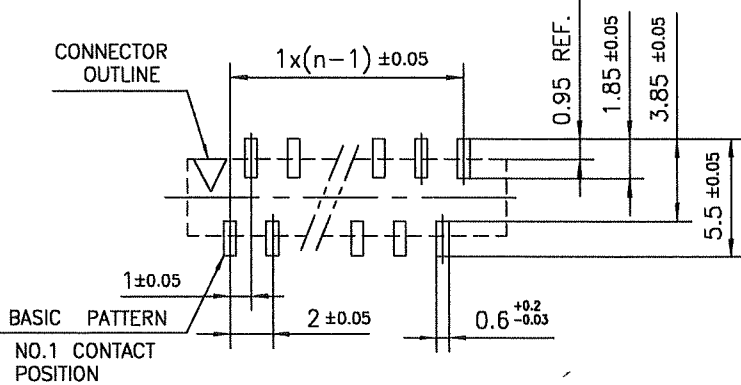 CONNECTOR
OUTLINE
1x(n-1) ±0.05
0.95 REF.
1.85 ±0.05
3.85 ±0.05
5.5 ±0.05
1±0.05
2 ±0.05
0.6 +0.2 -0.03
BASIC PATTERN
NO.1 CONTACT
POSITION